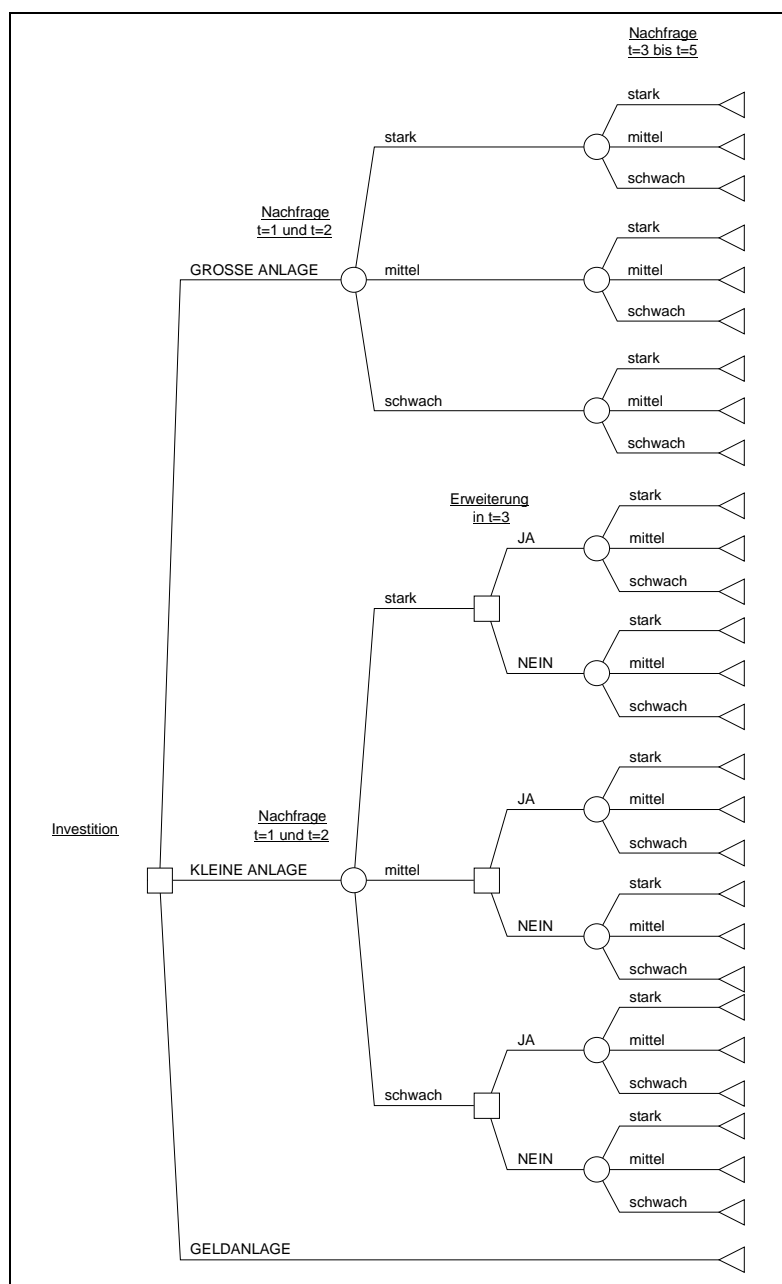 Nachfrage
t=3 bis t=5
stark
stark
mittel
schwach
Nachfrage
t=1 und t=2
stark
GROSSE ANLAGE
mittel
mittel
schwach
stark
schwach
mittel
schwach
Erweiterung
in t=3
stark
JA
mittel
schwach
stark
stark
NEIN
mittel
schwach
stark
JA
mittel
Investition
Nachfrage
t=1 und t=2
schwach
KLEINE ANLAGE
mittel
stark
NEIN
mittel
schwach
stark
JA
mittel
schwach
schwach
stark
NEIN
mittel
schwach
GELDANLAGE